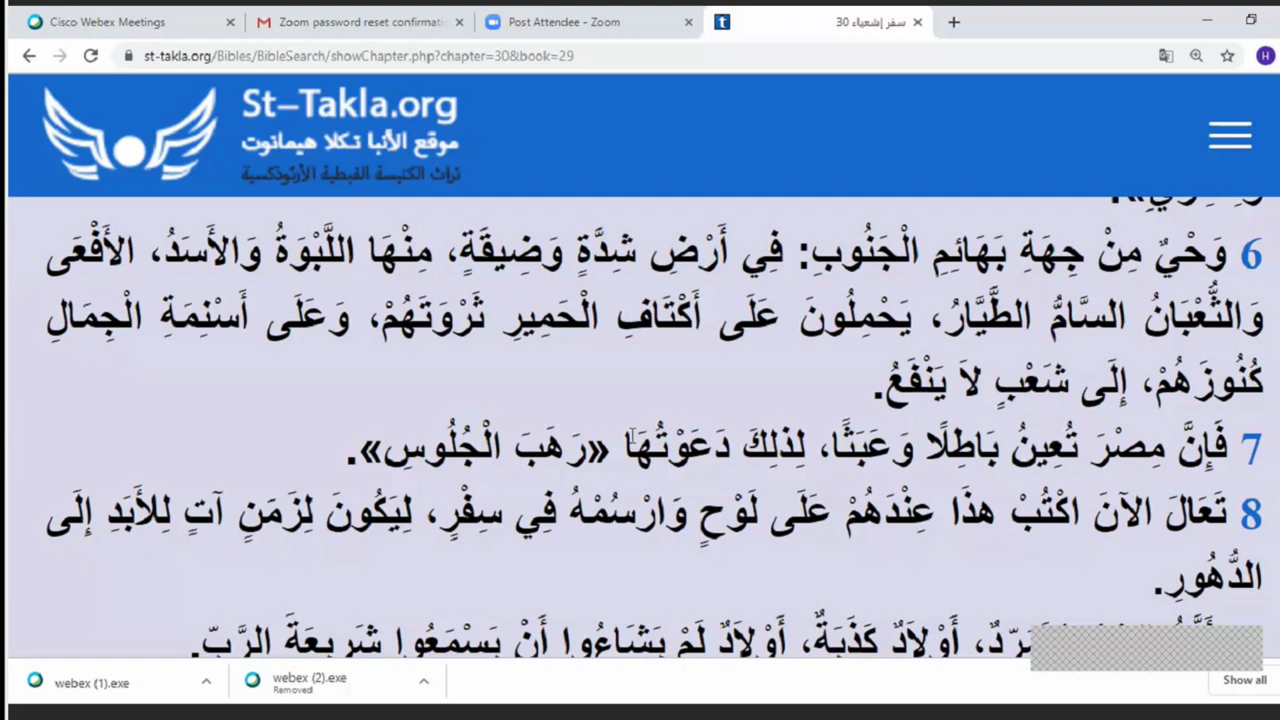 Cisco Webex Meetings
Zoom password reset confirmati
Post Attendee - Zoom
سفر إشعياء 30
st-takla.org/Bibles/BibleSearch/showChapter.php?chapter=30&book=29
H
St-Takla.org
موقع الأنبا تكلا هيمانوت
تراث الكنيسة القبطية الأرثوذكسية
6 وَحْيٌ مِنْ جِهَةِ بَهَائِمِ الْجَنُوبِ: فِي أَرْضِ شِدَّةٍ وَضِيقَةٍ، مِنْهَا اللَّبْوَةُ وَالأَسَدُ، الأَفْعَى
وَالثُّعْبَانُ السَّامُّ الطَّيَّارُ، يَحْمِلُونَ عَلَى أَكْتَافِ الْحَمِيرِ ثَرْوَتَهُمْ، وَعَلَى أَسْنِمَةِ الْجِمَالِ
كُنُوزَهُمْ، إِلَى شَعْبٍ لاَ يَنْفَعُ.
7 فَإِنَّ مِصْرَ تُعِينُ بَاطِلًا وَعَبَثًا، لِذلِكَ دَعَوْتُهَا «رَهَبَ الْجُلُوسِ».
8 تَعَالَ الآنَ اكْتُبْ هذَا عِنْدَهُمْ عَلَى لَوْحٍ وَارْسُمْهُ فِي سِفْرٍ، لِيَكُونَ لِزَمَنٍ آتٍ لِلأَبَدِ إِلَى
الدُّهُورِ.
أَوْلاَدٌ كَذَبَةٌ، أَوْلاَدٌ لَمْ يَشَاءُوا أَنْ يَسْمَعُوا شَرِيعَةَ الرَّبِّ.
webex (1).exe
webex (2).exe
Removed
Show all